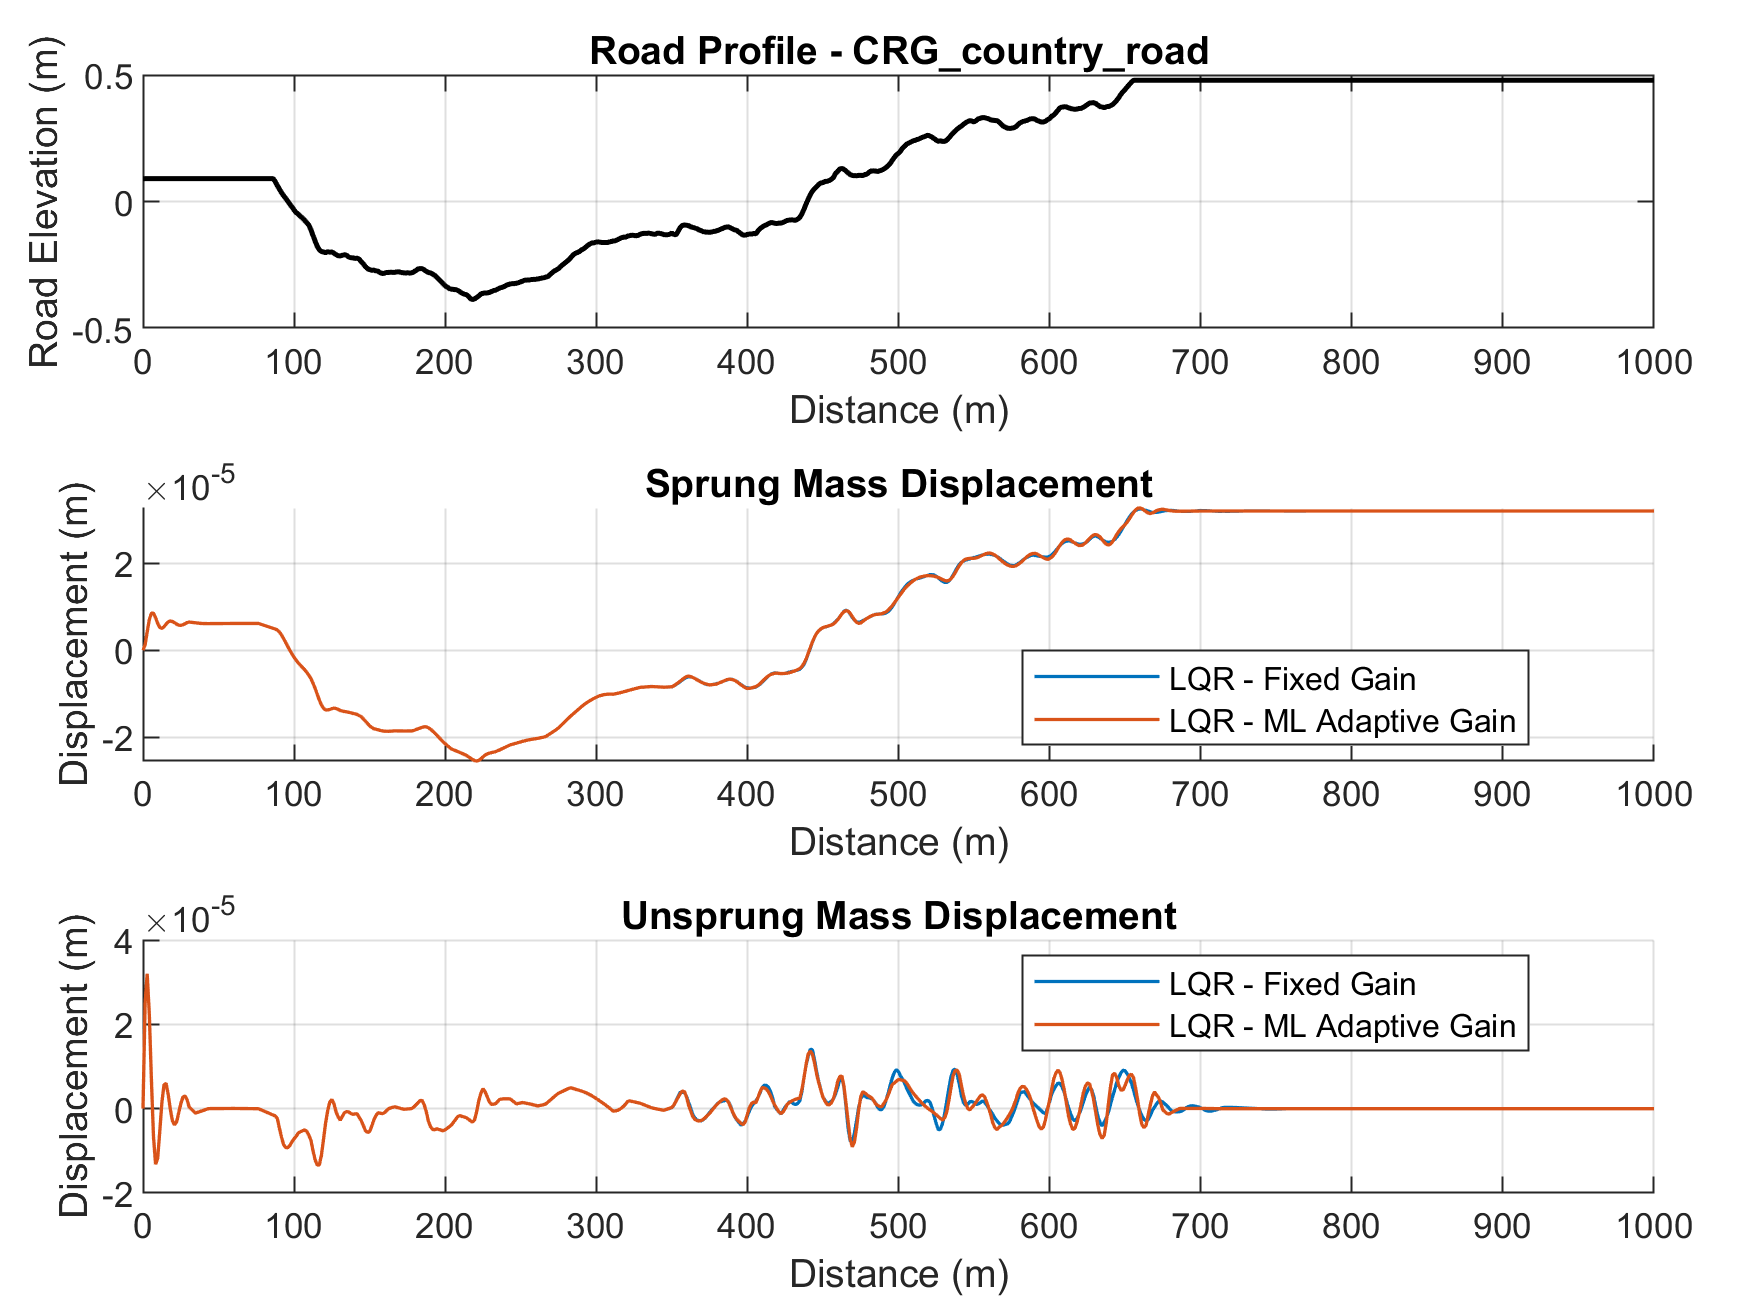 Road Profile - CRG_country_road
Road Elevation (m)
0.5
0
-0.5
0 100 200 300 400 500 600 700 800 900 1000
Distance (m)
×10-5
Sprung Mass Displacement
Displacement (m)
2
0
-2
LQR - Fixed Gain
LQR - ML Adaptive Gain
0 100 200 300 400 500 600 700 800 900 1000
Distance (m)
×10-5
Unsprung Mass Displacement
Displacement (m)
4
2
0
-2
LQR - Fixed Gain
LQR - ML Adaptive Gain
0 100 200 300 400 500 600 700 800 900 1000
Distance (m)